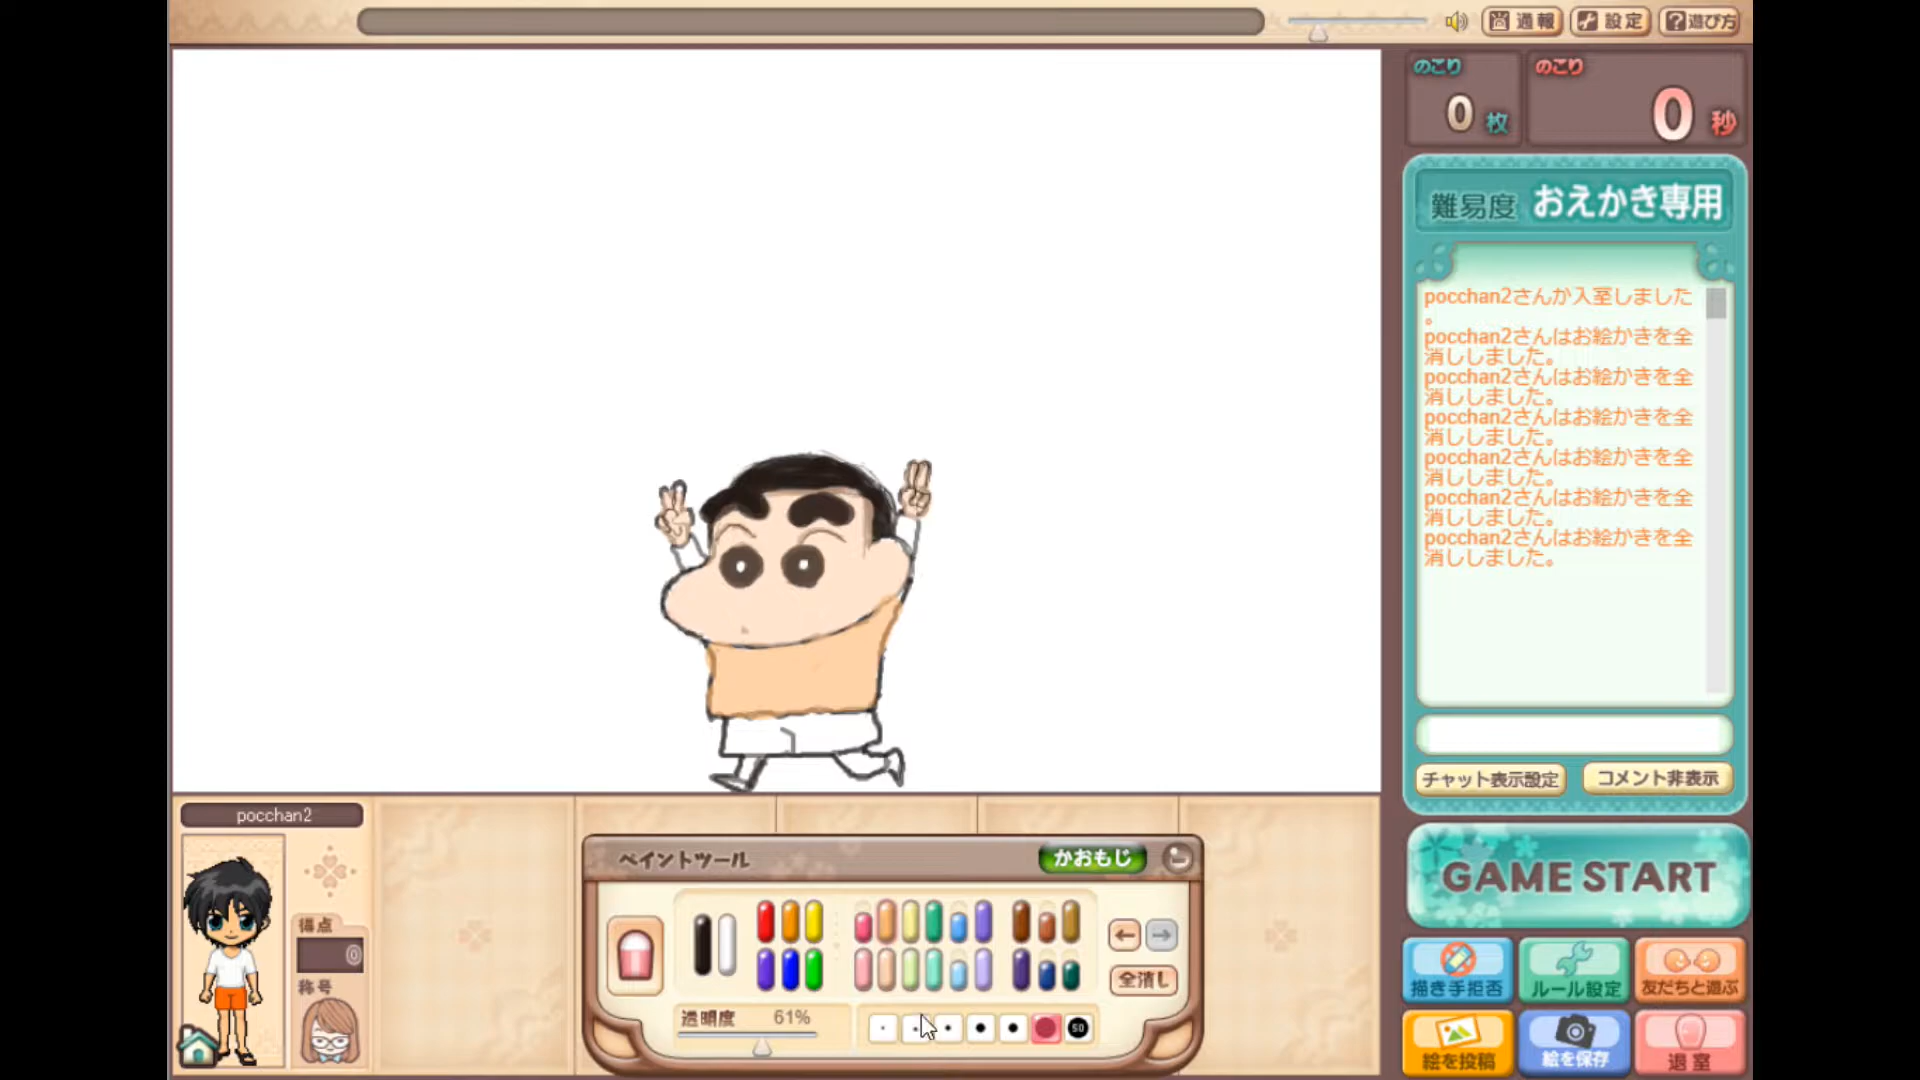 通報
設定
?遊び方
のこり
0枚
のこり
0秒
難易度 おえかき専用
pocchan2さんが入室しました
。
pocchan2さんはお絵かきを全
消ししました。
pocchan2さんはお絵かきを全
消ししました。
pocchan2さんはお絵かきを全
消ししました。
pocchan2さんはお絵かきを全
消ししました。
pocchan2さんはお絵かきを全
消ししました。
pocchan2さんはお絵かきを全
消ししました。
チャット表示設定
コメント非表示
GAME START
描き手拒否
ルール設定
友だちと遊ぶ
絵を投稿
絵を保存
退室
pocchan2
得点
0
称号
ペイントツール
かおもじ
全消し
透明度 61%
50